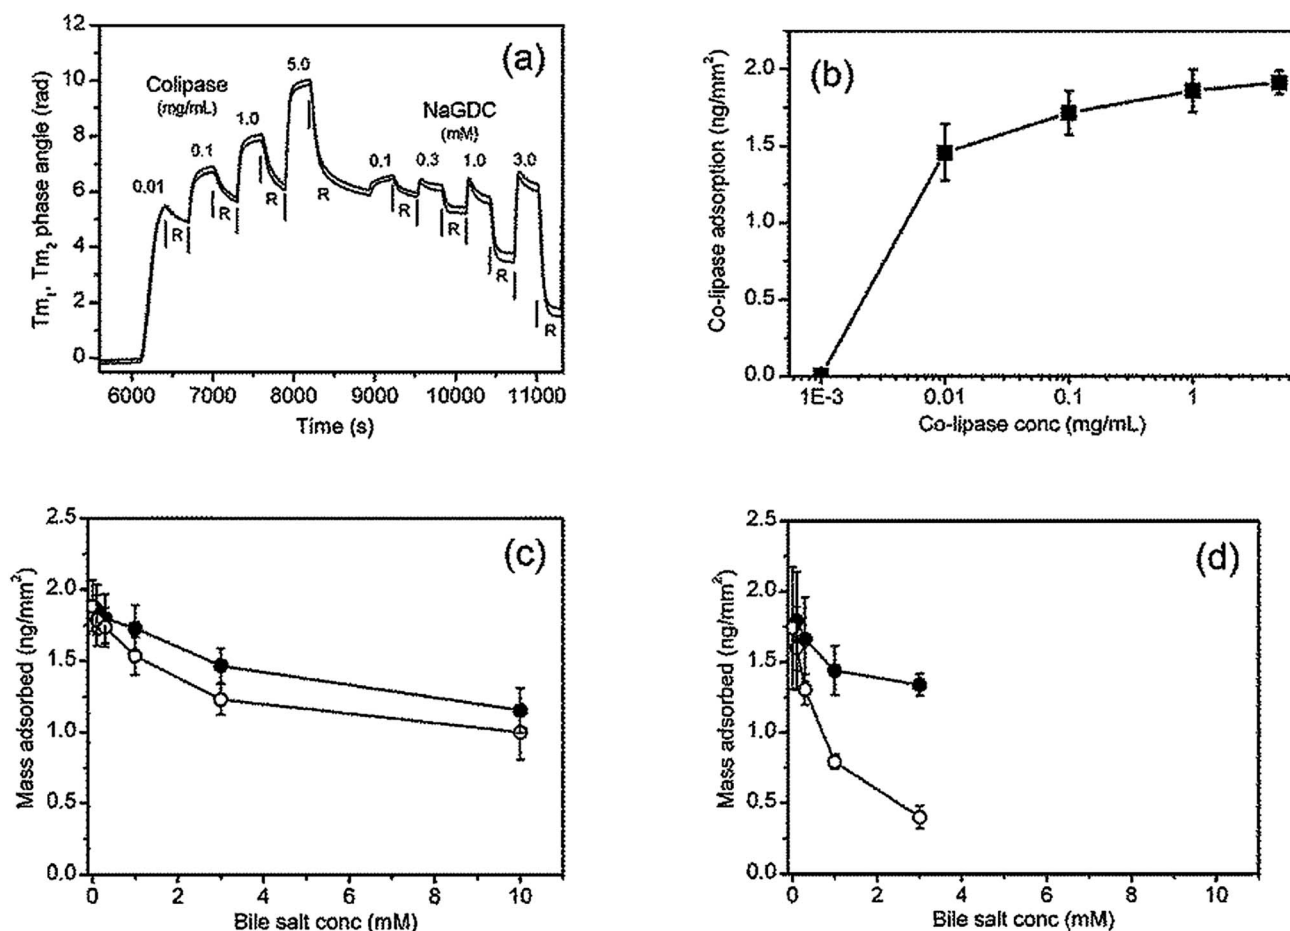 (a)
12
10
8
6
4
2
0
Tm₁, Tm₂ phase angle (rad)
Colipase
(mg/mL)
0.01
0.1
1.0
5.0
NaGDC
(mM)
0.1
0.3
1.0
3.0
R
R
R
R
R
R
R
R
6000 7000 8000 9000 10000 11000
Time (s)
(b)
2.0
1.5
1.0
0.5
0.0
Co-lipase adsorption (ng/mm²)
1E-3 0.01 0.1 1
Co-lipase conc (mg/mL)
(c)
2.5
2.0
1.5
1.0
0.5
0.0
Mass adsorbed (ng/mm²)
0 2 4 6 8 10
Bile salt conc (mM)
(d)
2.5
2.0
1.5
1.0
0.5
0.0
Mass adsorbed (ng/mm²)
0 2 4 6 8 10
Bile salt conc (mM)